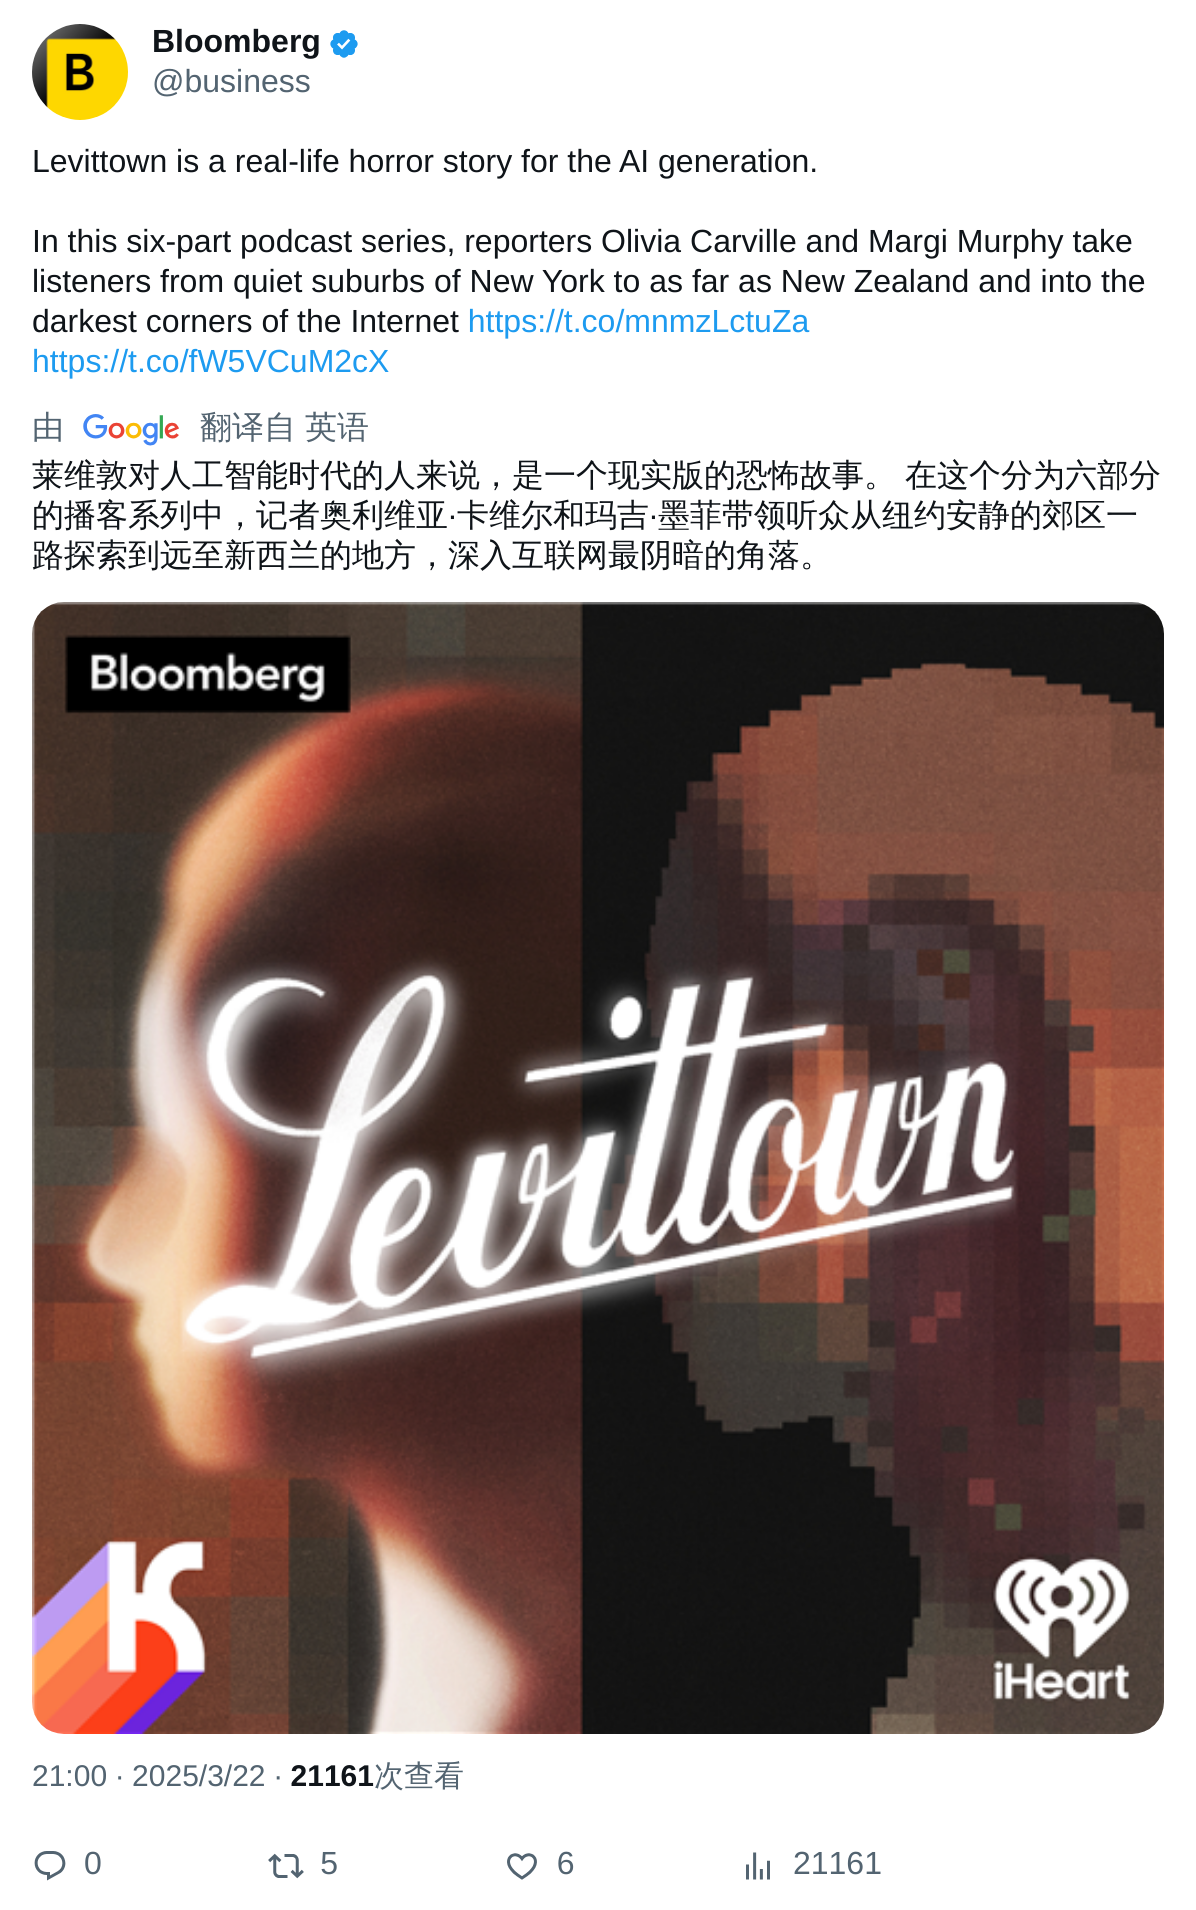 B
Bloomberg
@business
Levittown is a real-life horror story for the AI generation.
In this six-part podcast series, reporters Olivia Carville and Margi Murphy take
listeners from quiet suburbs of New York to as far as New Zealand and into the
darkest corners of the Internet https://t.co/mnmzLctuZa
https://t.co/fW5VCuM2cX
由 Google 翻译自 英语
莱维敦对人工智能时代的人来说，是一个现实版的恐怖故事。 在这个分为六部分
的播客系列中，记者奥利维亚·卡维尔和玛吉·墨菲带领听众从纽约安静的郊区一
路探索到远至新西兰的地方，深入互联网最阴暗的角落。
Bloomberg
Levittown
K
iHeart
21:00 · 2025/3/22 · 21161次查看
0 5 6 21161